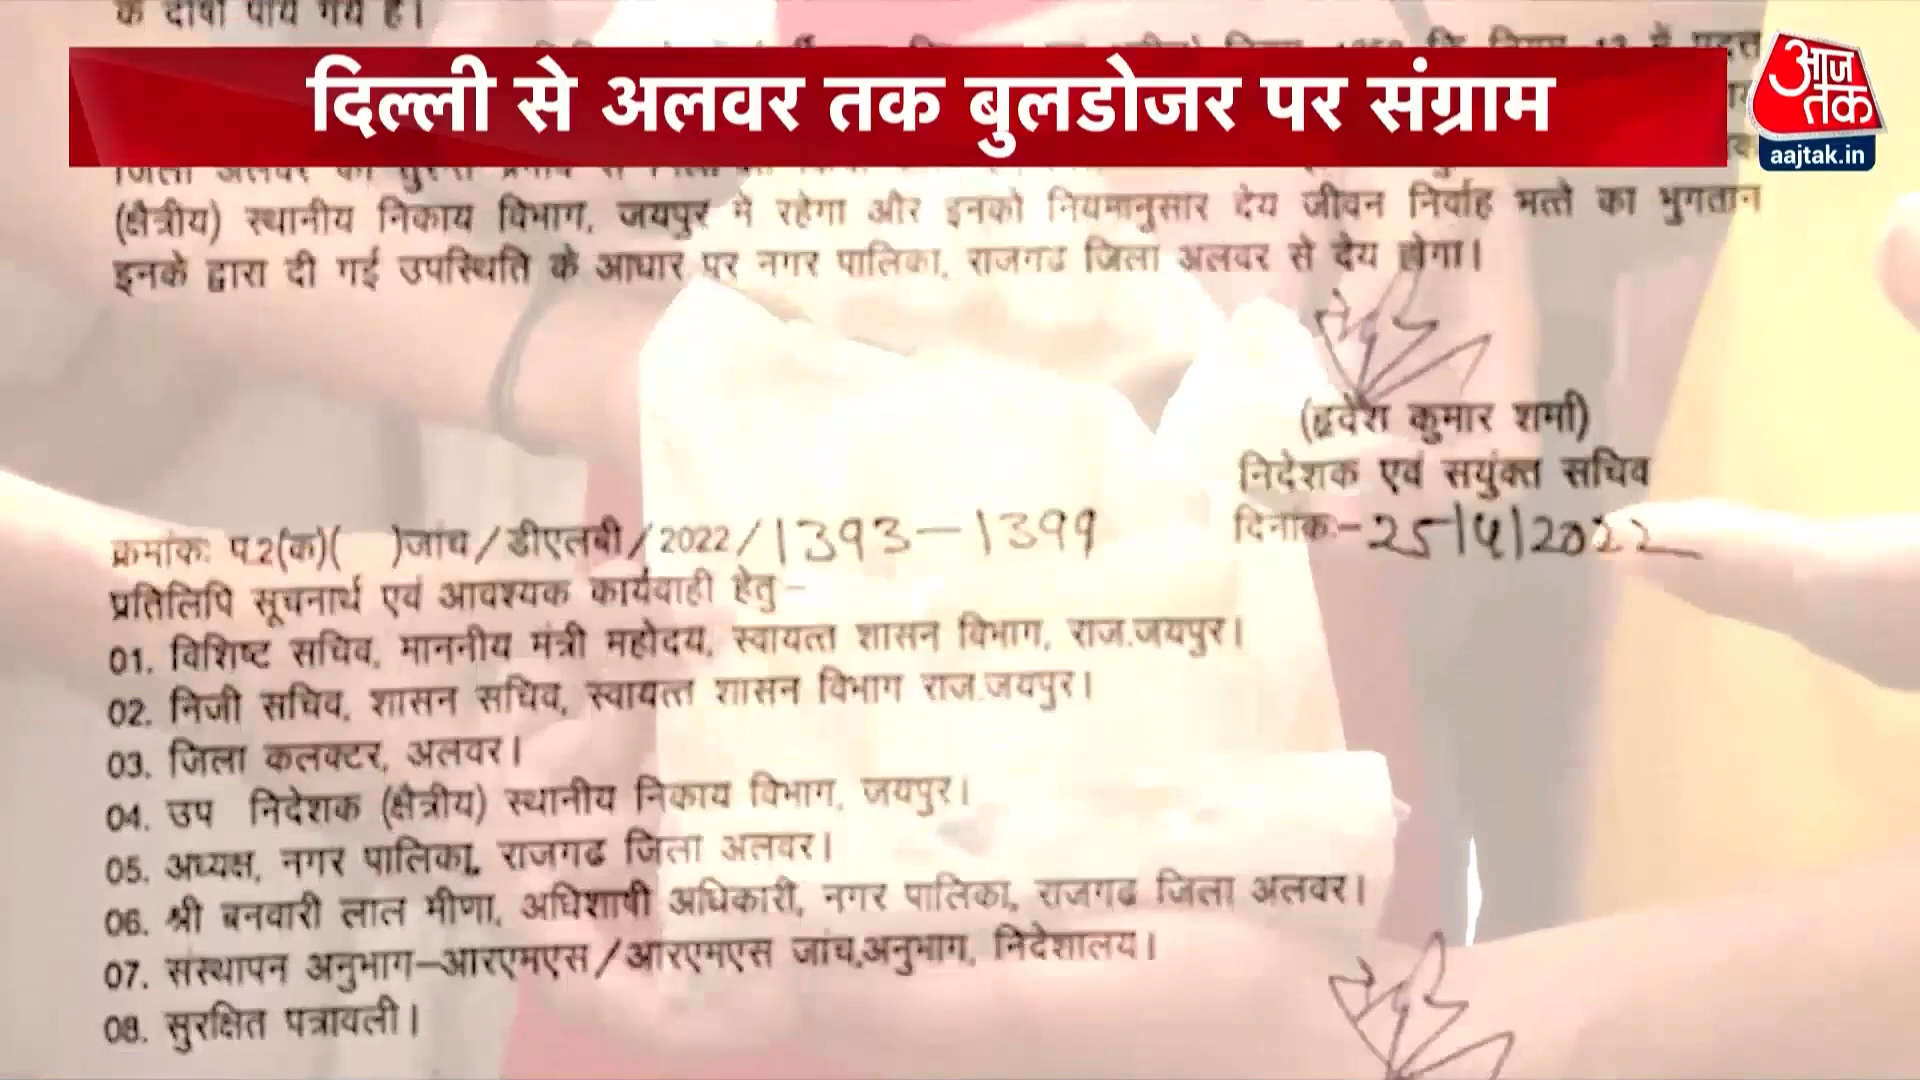 के दोषी पाये गये है।
दिल्ली से अलवर तक बुलडोजर पर संग्राम
आज
तक
aajtak.in
(क्षैत्रीय) स्थानीय निकाय विभाग, जयपुर मे रहेगा और इनको नियमानुसार देय जीवन निर्वाह भत्ते का भुगतान
इनके द्वारा दी गई उपस्थिति के आधार पर नगर पालिका, राजगढ जिला अलवर से देय होगा।
(ह्रदेश कुमार शर्मा)
निदेशक एवं सयुंक्त सचिव
दिनांक:-25/4/2022
क्रमांकः प.2(क)( )जांच/डीएलबी/2022/1393-1399
प्रतिलिपि सूचनार्थ एवं आवश्यक कार्यवाही हेतु-
01. विशिष्ट सचिव, माननीय मंत्री महोदय, स्वायत्त शासन विभाग, राज.जयपुर।
02. निजी सचिव, शासन सचिव, स्वायत्त शासन विभाग राज.जयपुर।
03. जिला कलक्टर, अलवर।
04. उप निदेशक (क्षैत्रीय) स्थानीय निकाय विभाग, जयपुर।
05. अध्यक्ष, नगर पालिका, राजगढ जिला अलवर।
06. श्री बनवारी लाल मीणा, अधिशाषी अधिकारी, नगर पालिका, राजगढ जिला अलवर।
07. संस्थापन अनुभाग-आरएमएस/आरएमएस जांच,अनुभाग, निदेशालय।
08. सुरक्षित पत्रावली।